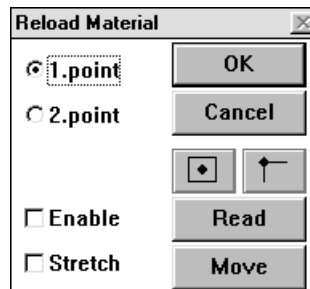 Reload Material
1.point
OK
2.point
Cancel
Enable
Read
Stretch
Move